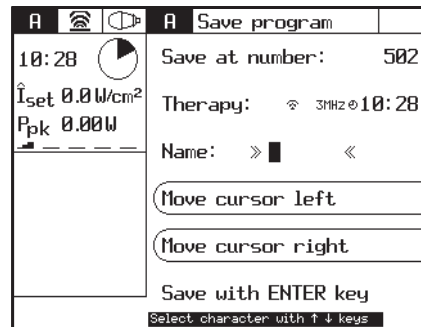 A
10:28
Îset 0.0 W/cm²
Ppk 0.00W
A Save program
Save at number: 502
Therapy: 3MHz 10:28
Name: » «
Move cursor left
Move cursor right
Save with ENTER key
Select character with ↑ ↓ keys